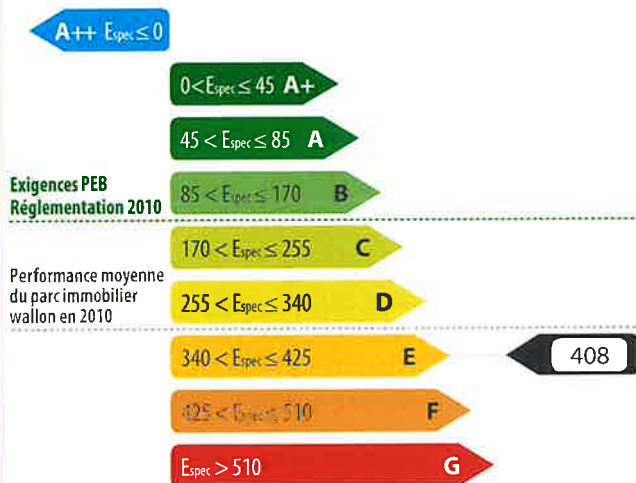 A++ Espec ≤ 0
0 < Espec ≤ 45 A+
45 < Espec ≤ 85 A
Exigences PEB
Réglementation 2010
85 < Espec ≤ 170 B
170 < Espec ≤ 255 C
Performance moyenne
du parc immobilier
wallon en 2010
255 < Espec ≤ 340 D
340 < Espec ≤ 425 E
408
425 < Espec ≤ 510 F
Espec > 510 G